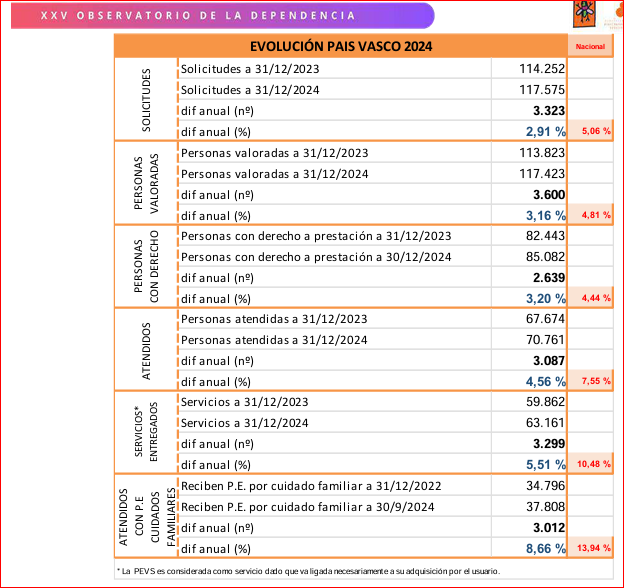 XXV OBSERVATORIO DE LA DEPENDENCIA
EVOLUCIÓN PAIS VASCO 2024 Nacional
SOLICITUDES
Solicitudes a 31/12/2023 114.252
Solicitudes a 31/12/2024 117.575
dif anual (nº) 3.323
dif anual (%) 2,91 % 5,06 %
PERSONAS
VALORADAS
Personas valoradas a 31/12/2023 113.823
Personas valoradas a 31/12/2024 117.423
dif anual (nº) 3.600
dif anual (%) 3,16 % 4,81 %
PERSONAS
CON DERECHO
Personas con derecho a prestación a 31/12/2023 82.443
Personas con derecho a prestación a 30/12/2024 85.082
dif anual (nº) 2.639
dif anual (%) 3,20 % 4,44 %
ATENDIDOS
Personas atendidas a 31/12/2023 67.674
Personas atendidas a 31/12/2024 70.761
dif anual (nº) 3.087
dif anual (%) 4,56 % 7,55 %
SERVICIOS*
ENTREGADOS
Servicios a 31/12/2023 59.862
Servicios a 31/12/2024 63.161
dif anual (nº) 3.299
dif anual (%) 5,51 % 10,48 %
ATENDIDOS
CON P.E
CUIDADOS
FAMILIARES
Reciben P.E. por cuidado familiar a 31/12/2022 34.796
Reciben P.E. por cuidado familiar a 30/9/2024 37.808
dif anual (nº) 3.012
dif anual (%) 8,66 % 13,94 %
* La PEVS es considerada como servicio dado que va ligada necesariamente a su adquisición por el usuario.